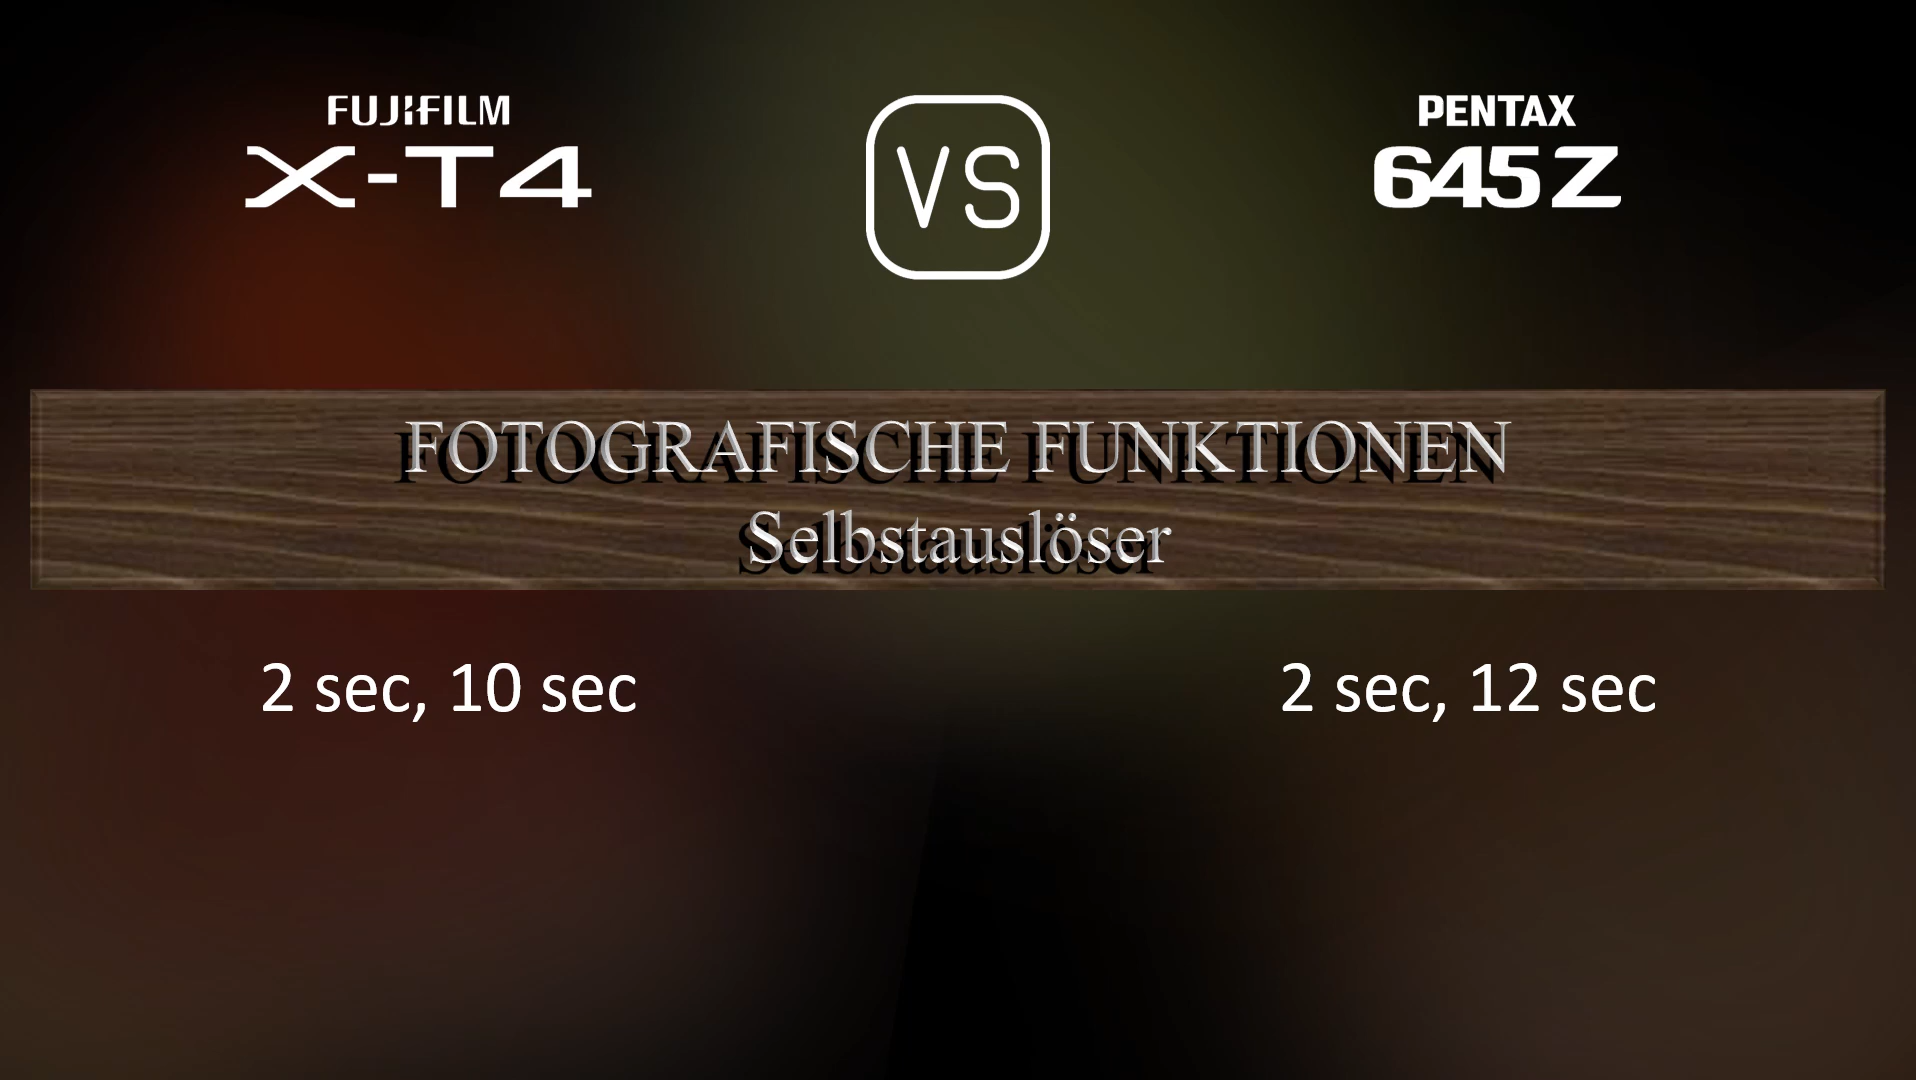 FUJIFILM
X-T4
VS
PENTAX
645Z
FOTOGRAFISCHE FUNKTIONEN
Selbstauslöser
2 sec, 10 sec
2 sec, 12 sec